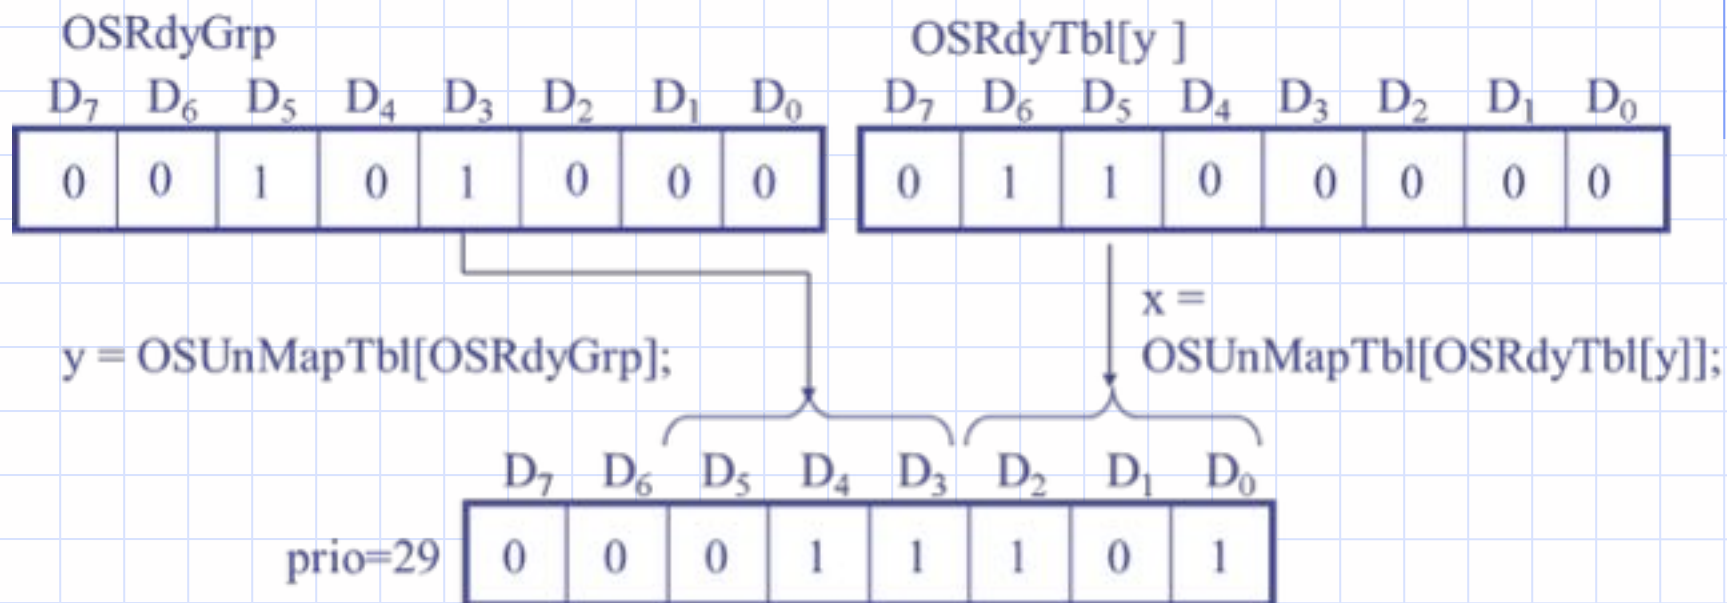 OSRdyGrp
D₇ D₆ D₅ D₄ D₃ D₂ D₁ D₀
0 0 1 0 1 0 0 0
OSRdyTbl[y ]
D₇ D₆ D₅ D₄ D₃ D₂ D₁ D₀
0 1 1 0 0 0 0 0
y = OSUnMapTbl[OSRdyGrp];
x =
OSUnMapTbl[OSRdyTbl[y]];
D₇ D₆ D₅ D₄ D₃ D₂ D₁ D₀
prio=29 0 0 0 1 1 1 0 1